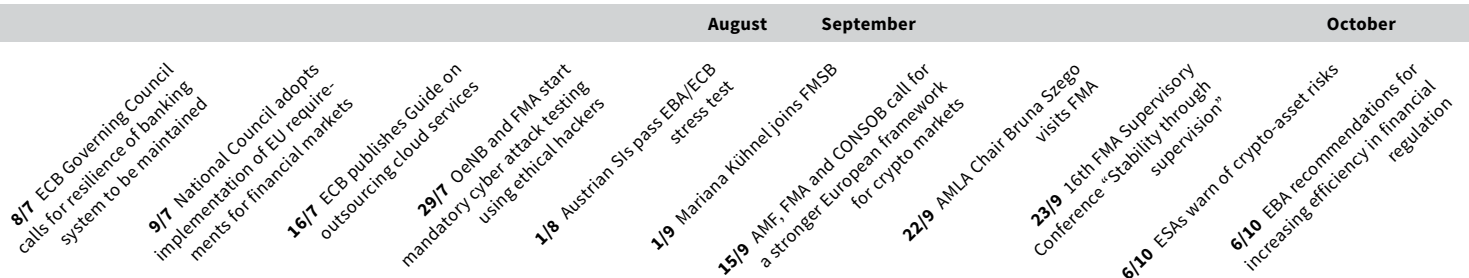 August
September
October
8/7 ECB Governing Council
calls for resilience of banking
system to be maintained
9/7 National Council adopts
implementation of EU require-
ments for financial markets
16/7 ECB publishes Guide on
outsourcing cloud services
29/7 OeNB and FMA start
mandatory cyber attack testing
using ethical hackers
1/8 Austrian SIs pass EBA/ECB
stress test
1/9 Mariana Kühnel joins FMSB
15/9 AMF, FMA and CONSOB call for
a stronger European framework
for crypto markets
22/9 AMLA Chair Bruna Szego
visits FMA
23/9 16th FMA Supervisory
Conference “Stability through
supervision”
6/10 ESAs warn of crypto-asset risks
6/10 EBA recommendations for
increasing efficiency in financial
regulation